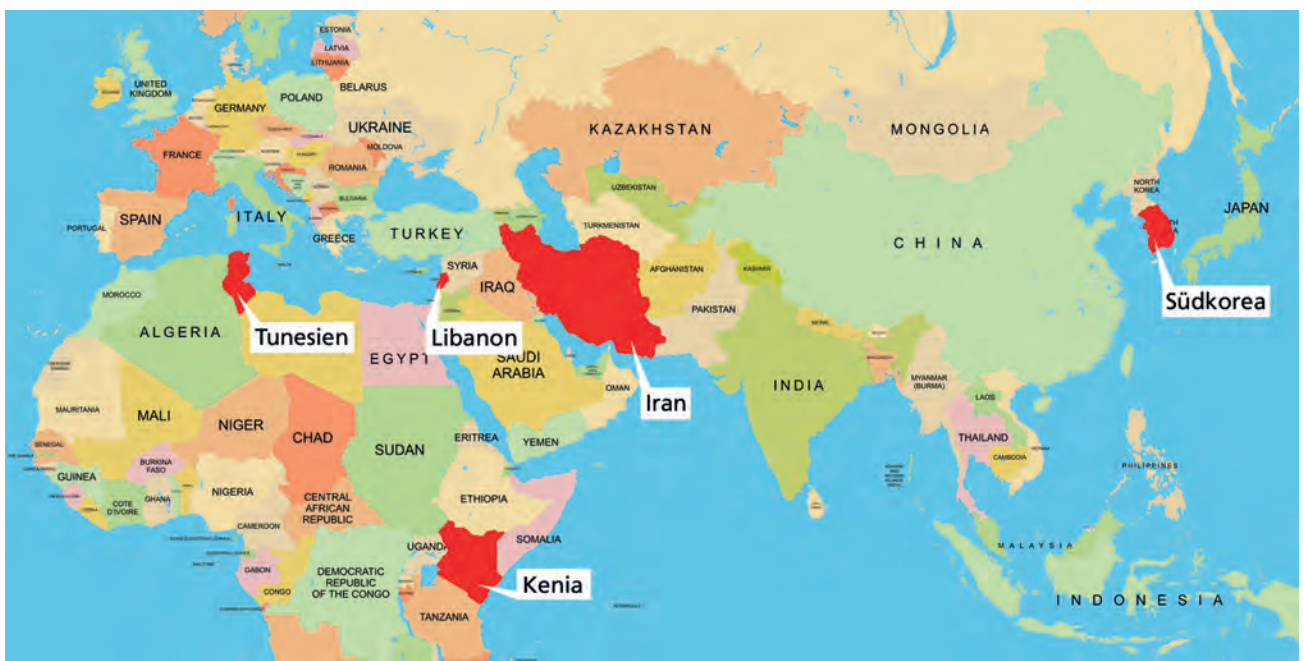 ESTONIA
LATVIA
LITHUANIA
BELARUS
UNITED
KINGDOM
GERMANY
POLAND
UKRAINE
MOLDOVA
FRANCE
ROMANIA
BULGARIA
PORTUGAL
SPAIN
ITALY
GREECE
TURKEY
KAZAKHSTAN
MONGOLIA
UZBEKISTAN
TURKMENISTAN
NORTH
KOREA
JAPAN
CHINA
SYRIA
IRAQ
AFGHANISTAN
KASHMIR
PAKISTAN
Südkorea
MOROCCO
ALGERIA
Tunesien
Libanon
EGYPT
SAUDI
ARABIA
Iran
OMAN
NEPAL
INDIA
MYANMAR
(BURMA)
LAOS
THAILAND
CAMBODIA
VIETNAM
PHILIPPINES
MAURITANIA
MALI
NIGER
CHAD
SUDAN
ERITREA
YEMEN
SENEGAL
GUINEA
BURKINA
FASO
COTE
D'IVOIRE
GHANA
NIGERIA
CAMEROON
CENTRAL
AFRICAN
REPUBLIC
ETHIOPIA
SOMALIA
UGANDA
GABON
CONGO
DEMOCRATIC
REPUBLIC
OF THE CONGO
Kenia
TANZANIA
MALAYSIA
INDONESIA